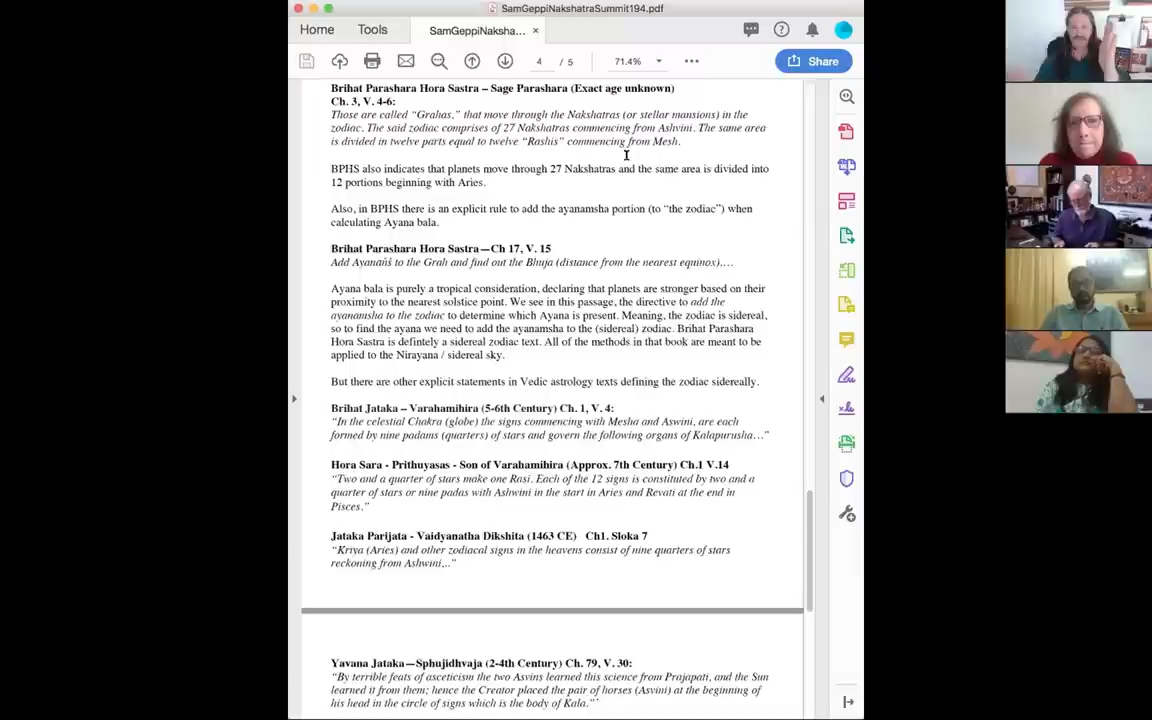 SamGeppiNakshatraSummit194.pdf
Home
Tools
SamGeppiNaksha...
4 / 5
71.4%
Share
Brihat Parashara Hora Sastra – Sage Parashara (Exact age unknown)
Ch. 3, V. 4-6:
Those are called “Grahas,” that move through the Nakshatras (or stellar mansions) in the
zodiac. The said zodiac comprises of 27 Nakshatras commencing from Ashvini. The same area
is divided in twelve parts equal to twelve “Rashis” commencing from Mesh.
BPHS also indicates that planets move through 27 Nakshatras and the same area is divided into
12 portions beginning with Aries.
Also, in BPHS there is an explicit rule to add the ayanamsha portion (to “the zodiac”) when
calculating Ayana bala.
Brihat Parashara Hora Sastra—Ch 17, V. 15
Add Ayanāńś to the Grah and find out the Bhuja (distance from the nearest equinox),…
Ayana bala is purely a tropical consideration, declaring that planets are stronger based on their
proximity to the nearest solstice point. We see in this passage, the directive to add the
ayanamsha to the zodiac to determine which Ayana is present. Meaning, the zodiac is sidereal,
so to find the ayana we need to add the ayanamsha to the (sidereal) zodiac. Brihat Parashara
Hora Sastra is defintely a sidereal zodiac text. All of the methods in that book are meant to be
applied to the Nirayana / sidereal sky.
But there are other explicit statements in Vedic astrology texts defining the zodiac sidereally.
Brihat Jataka – Varahamihira (5-6th Century) Ch. 1, V. 4:
“In the celestial Chakra (globe) the signs commencing with Mesha and Aswini, are each
formed by nine padams (quarters) of stars and govern the following organs of Kalapurusha…”
Hora Sara - Prithuyasas - Son of Varahamihira (Approx. 7th Century) Ch.1 V.14
“Two and a quarter of stars make one Rasi. Each of the 12 signs is constituted by two and a
quarter of stars or nine padas with Ashwini in the start in Aries and Revati at the end in
Pisces.”
Jataka Parijata - Vaidyanatha Dikshita (1463 CE) Ch1. Sloka 7
“Kriya (Aries) and other zodiacal signs in the heavens consist of nine quarters of stars
reckoning from Ashwini,..”
Yavana Jataka—Sphujidhvaja (2-4th Century) Ch. 79, V. 30:
“By terrible feats of asceticism the two Asvins learned this science from Prajapati, and the Sun
learned it from them; hence the Creator placed the pair of horses (Asvini) at the beginning of
his head in the circle of signs which is the body of Kala.”